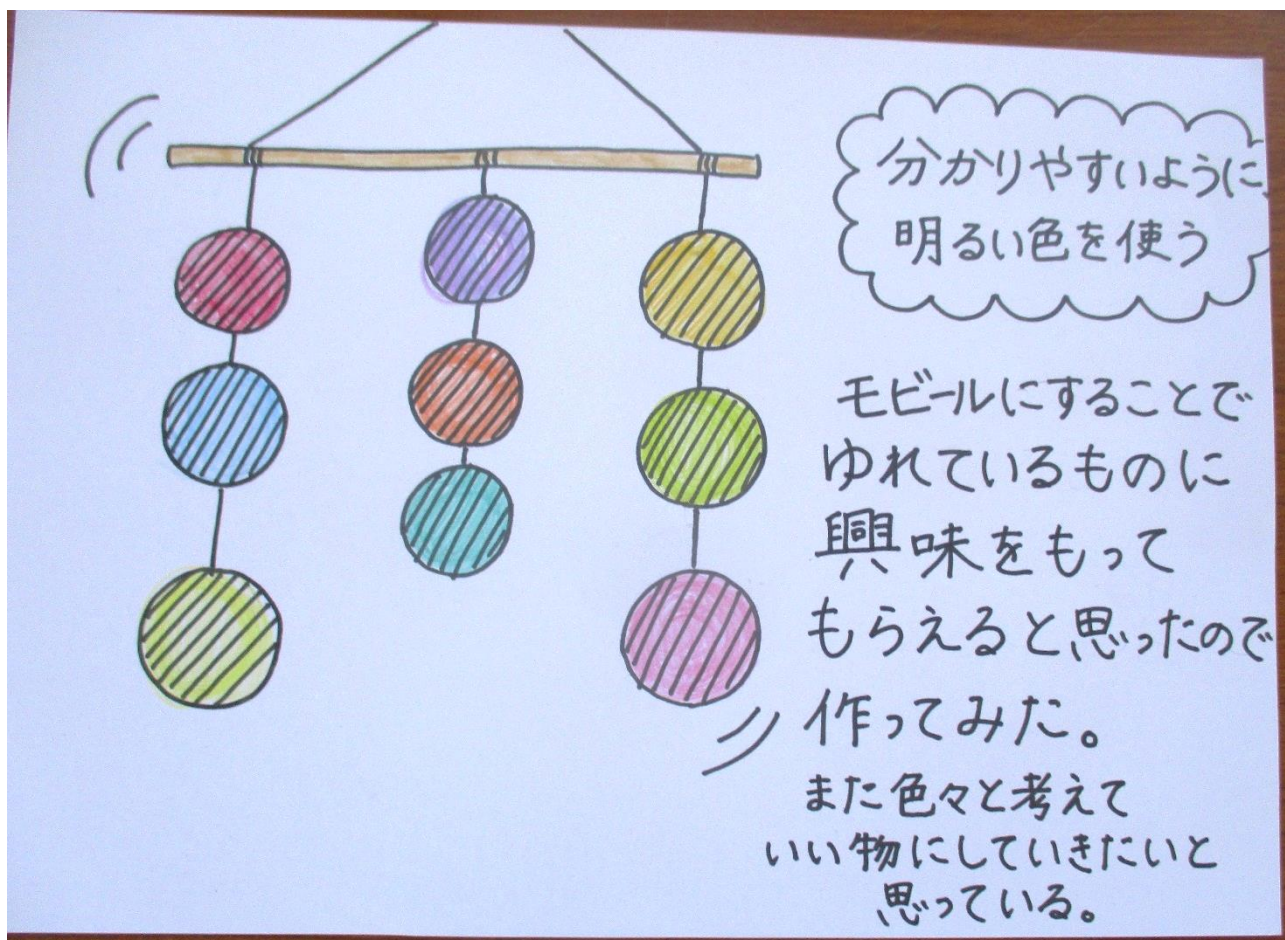 分かりやすいように、
明るい色を使う
モビールにすることで
ゆれているものに
興味をもって
もらえると思ったので
作ってみた。
また色々と考えて
いい物にしていきたいと
思っている。